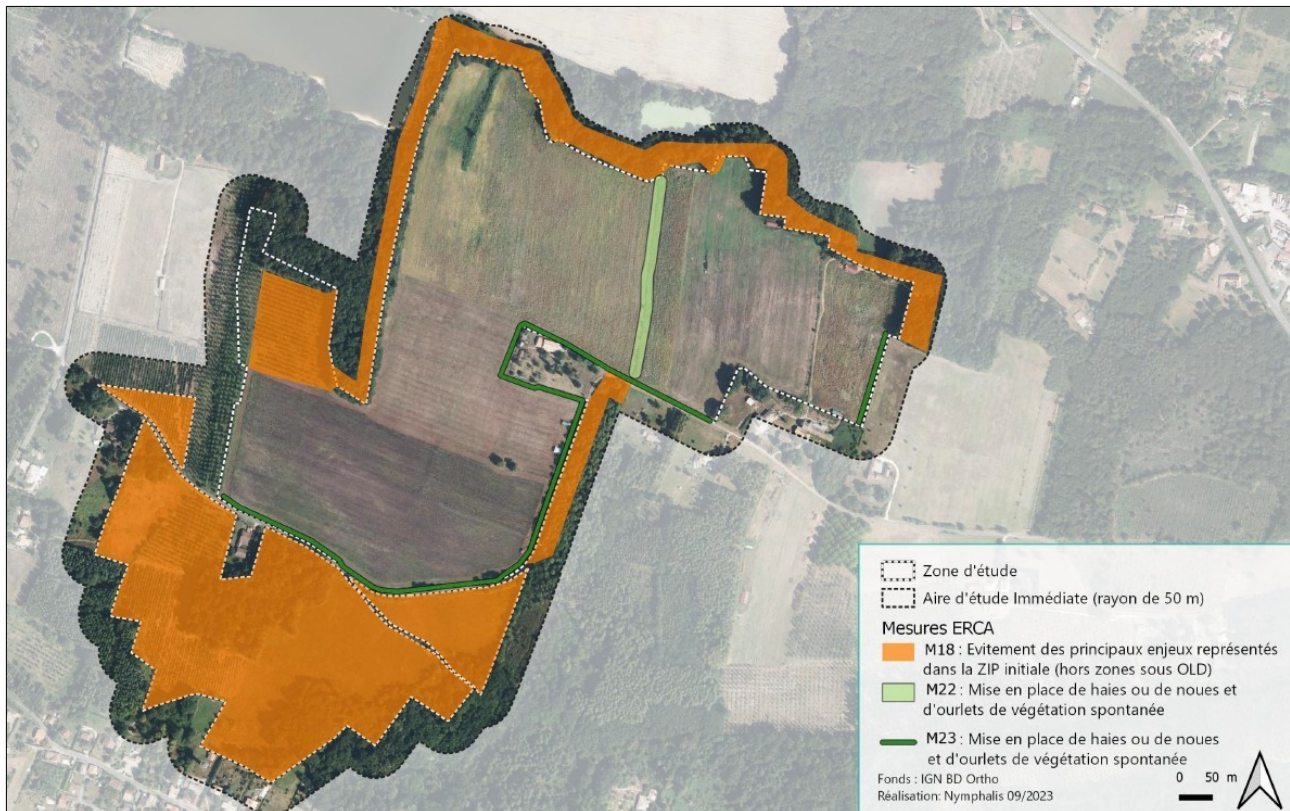 Zone d'étude
Aire d'étude Immédiate (rayon de 50 m)
Mesures ERCA
M18 : Evitement des principaux enjeux représentés
dans la ZIP initiale (hors zones sous OLD)
M22 : Mise en place de haies ou de noues et
d'ourlets de végétation spontanée
M23 : Mise en place de haies ou de noues
et d'ourlets de végétation spontanée
Fonds : IGN BD Ortho
Réalisation: Nymphalis 09/2023
0 50 m